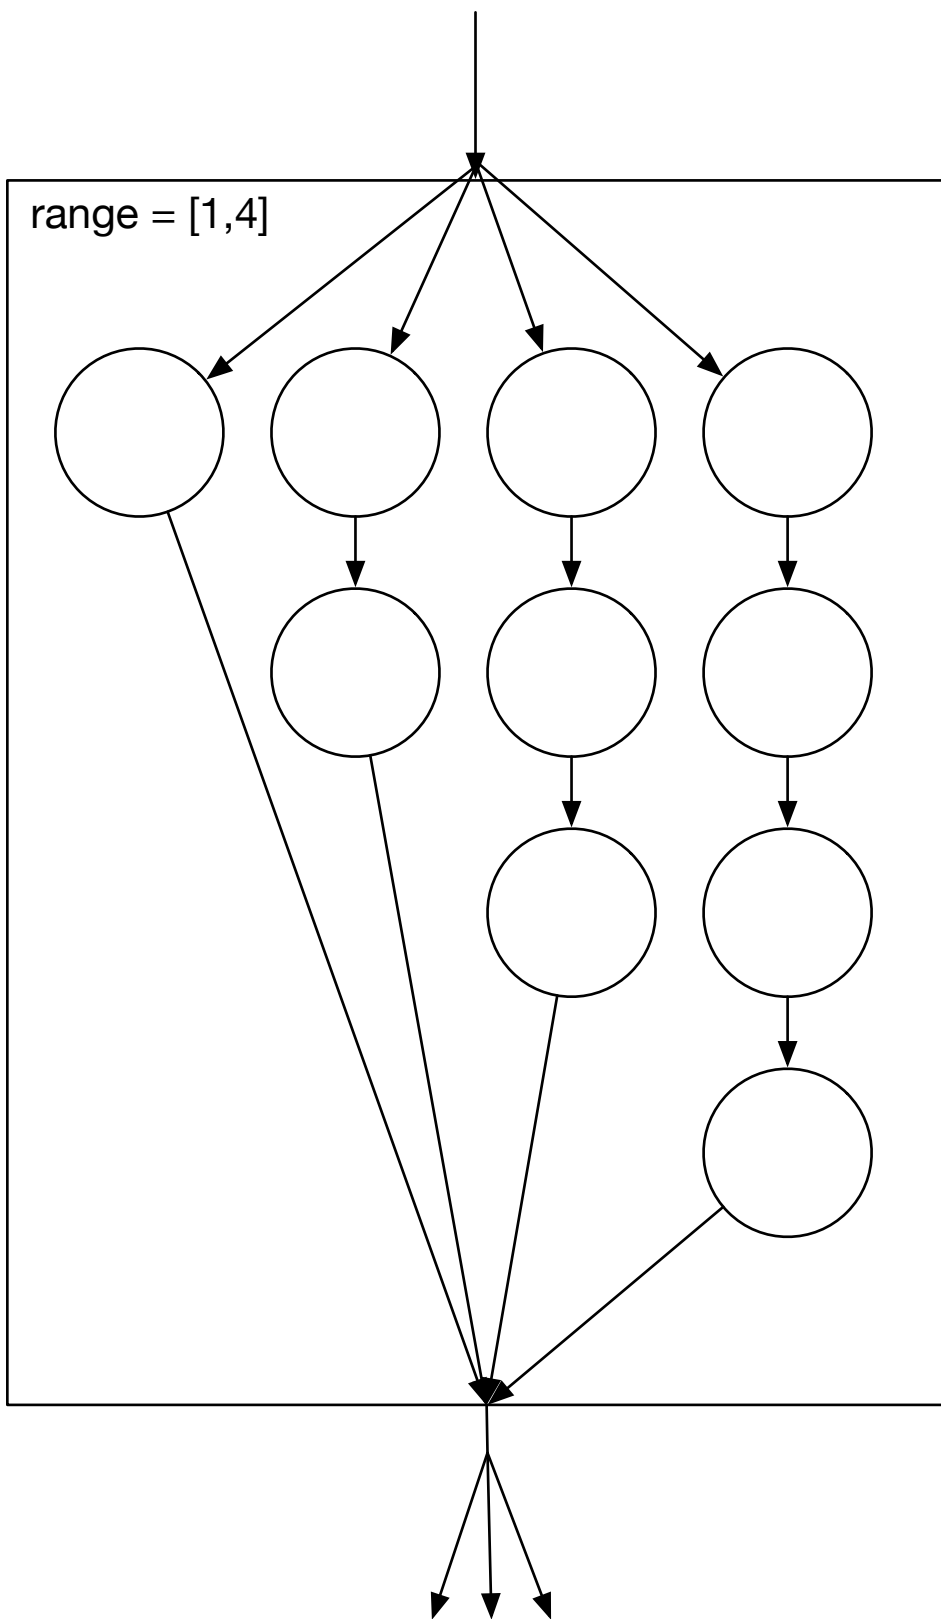 range = [1,4]